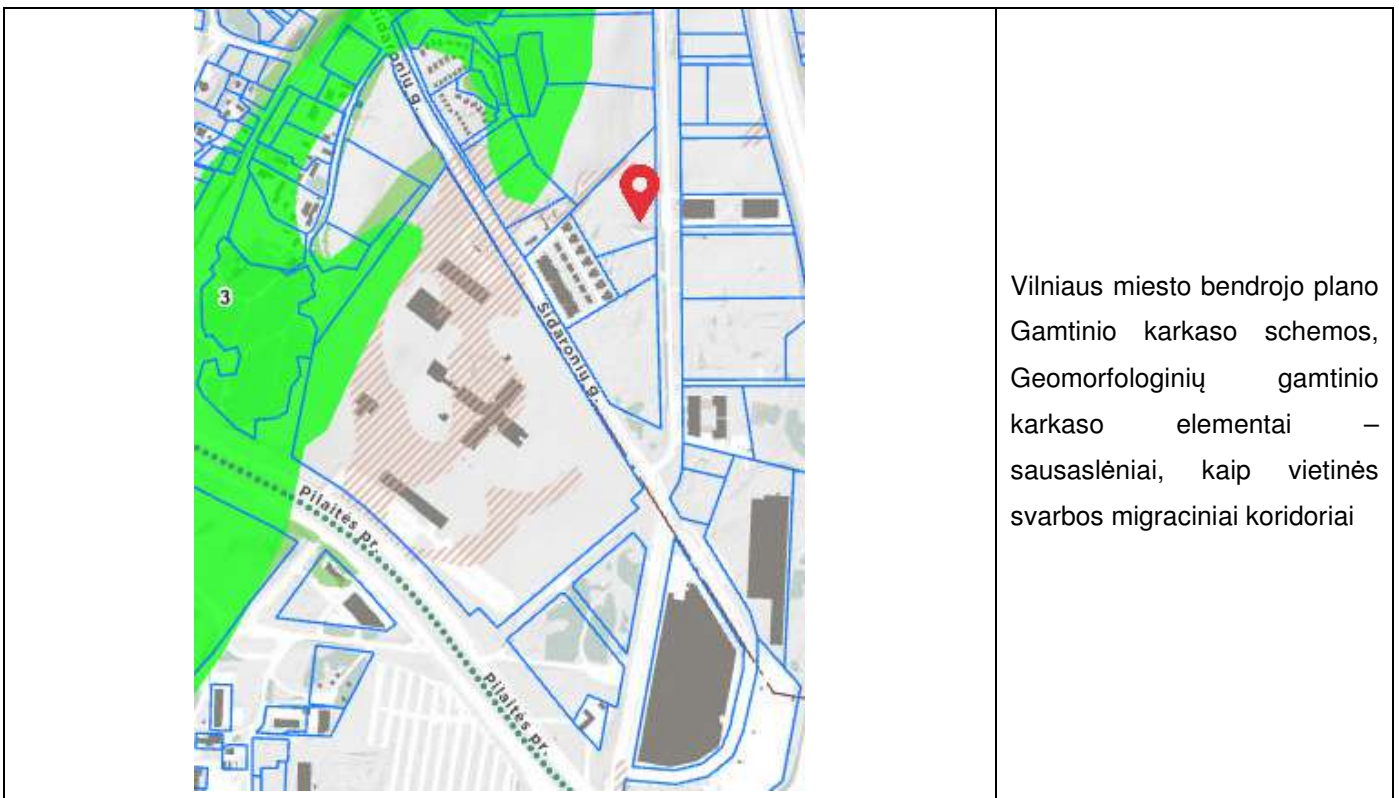 Sidaronių g.
3
Sidaronių g.
Pilaitės pr.
Pilaitės pr.
Vilniaus miesto bendrojo plano
Gamtinio karkaso schemos,
Geomorfologinių gamtinio
karkaso elementai –
sausaslėniai, kaip vietinės
svarbos migraciniai koridoriai